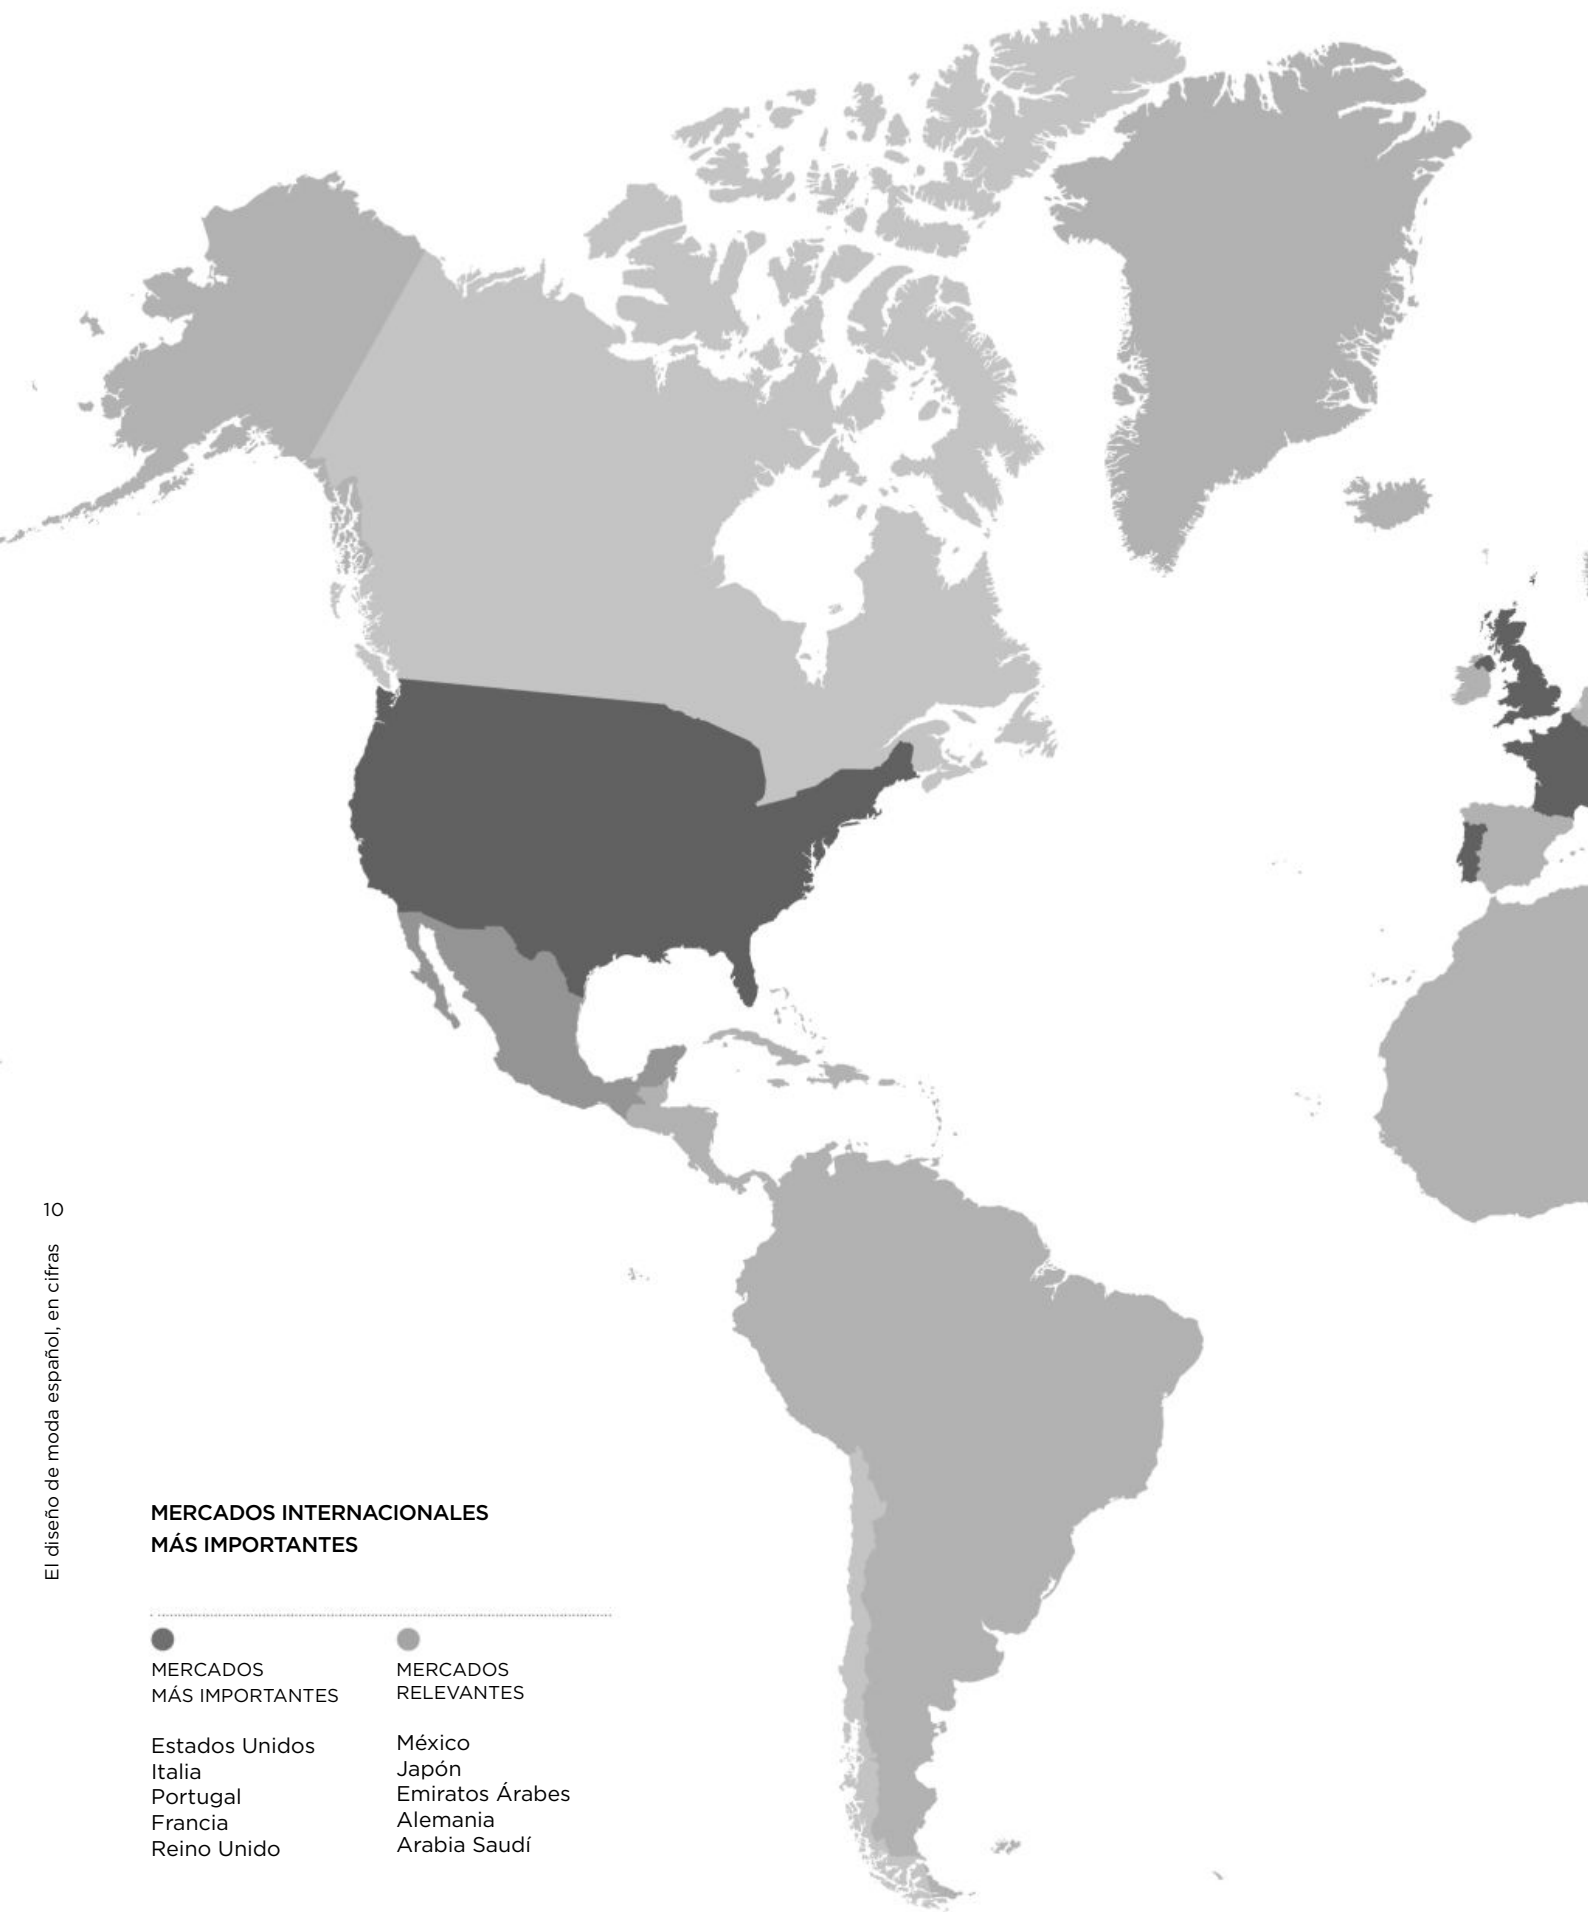 10
El diseño de moda español, en cifras
MERCADOS INTERNACIONALES
MÁS IMPORTANTES
MERCADOS
MÁS IMPORTANTES
Estados Unidos
Italia
Portugal
Francia
Reino Unido
MERCADOS
RELEVANTES
México
Japón
Emiratos Árabes
Alemania
Arabia Saudí